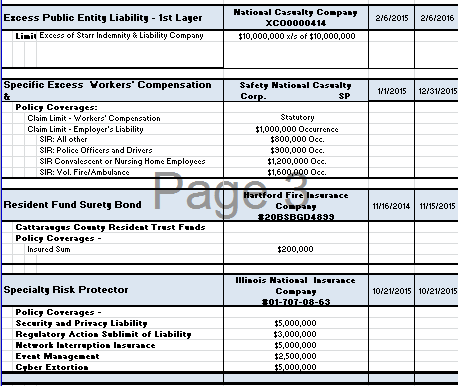 Excess Public Entity Liability - 1st Layer National Casualty Company XCO0000414 2/6/2015 2/6/2016
Limit Excess of Starr Indemnity & Liability Company $10,000,000 x/s of $10,000,000
Specific Excess Workers' Compensation & Safety National Casualty Corp. SP 1/1/2015 12/31/2015
Policy Coverages:
Claim Limit - Workers' Compensation Statutory
Claim Limit - Employer's Liability $1,000,000 Occurrence
SIR: All other $800,000 Occ.
SIR: Police Officers and Drivers $900,000 Occ.
SIR Convalescent or Nursing Home Employees $1,200,000 Occ.
SIR: Vol. Fire/Ambulance $1,600,000 Occ.
Page 3
Resident Fund Surety Bond Hartford Fire Insurance Company #20BSBGD4899 11/16/2014 11/15/2015
Cattaraugus County Resident Trust Funds
Policy Coverages -
Insured Sum $200,000
Specialty Risk Protector Illinois National Insurance Company #01-707-08-63 10/21/2015 10/21/2015
Policy Coverages -
Security and Privacy Liability $5,000,000
Regulatory Action Sublimit of Liability $3,000,000
Network Interruption Insurance $5,000,000
Event Management $2,500,000
Cyber Extortion $5,000,000